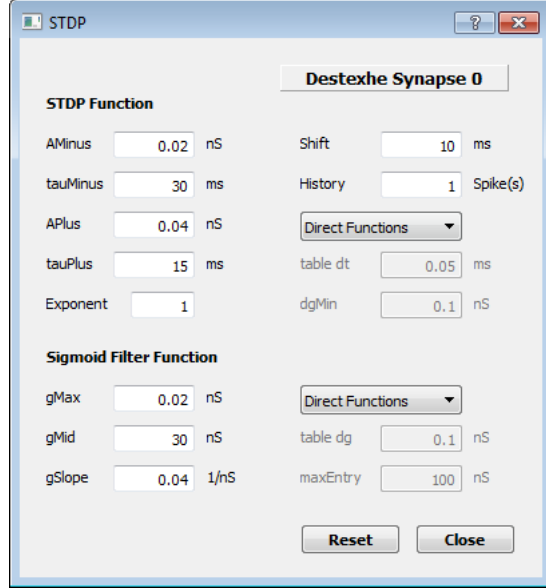 STDP
?
Destexhe Synapse 0
STDP Function
AMinus 0.02 nS Shift 10 ms
tauMinus 30 ms History 1 Spike(s)
APlus 0.04 nS Direct Functions
tauPlus 15 ms table dt 0.05 ms
Exponent 1 dgMin 0.1 nS
Sigmoid Filter Function
gMax 0.02 nS Direct Functions
gMid 30 nS table dg 0.1 nS
gSlope 0.04 1/nS maxEntry 100 nS
Reset Close